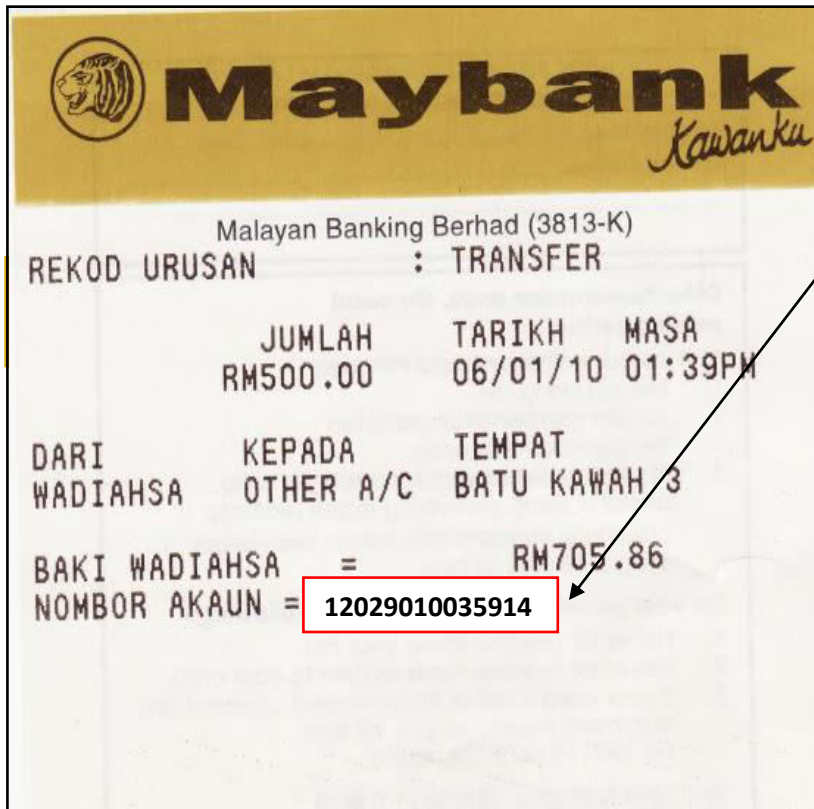 Maybank
Kawanku
Malayan Banking Berhad (3813-K)
REKOD URUSAN : TRANSFER
JUMLAH TARIKH MASA
RM500.00 06/01/10 01:39PM
DARI KEPADA TEMPAT
WADIAHSA OTHER A/C BATU KAWAH 3
BAKI WADIAHSA = RM705.86
NOMBOR AKAUN = 12029010035914